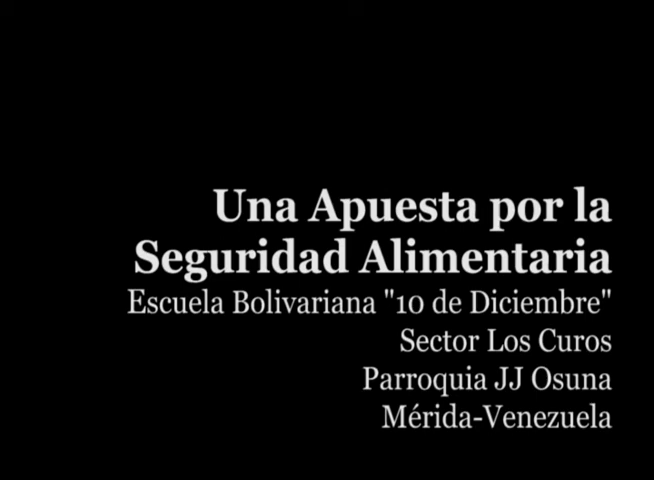 Una Apuesta por la
Seguridad Alimentaria
Escuela Bolivariana "10 de Diciembre"
Sector Los Curos
Parroquia JJ Osuna
Mérida-Venezuela